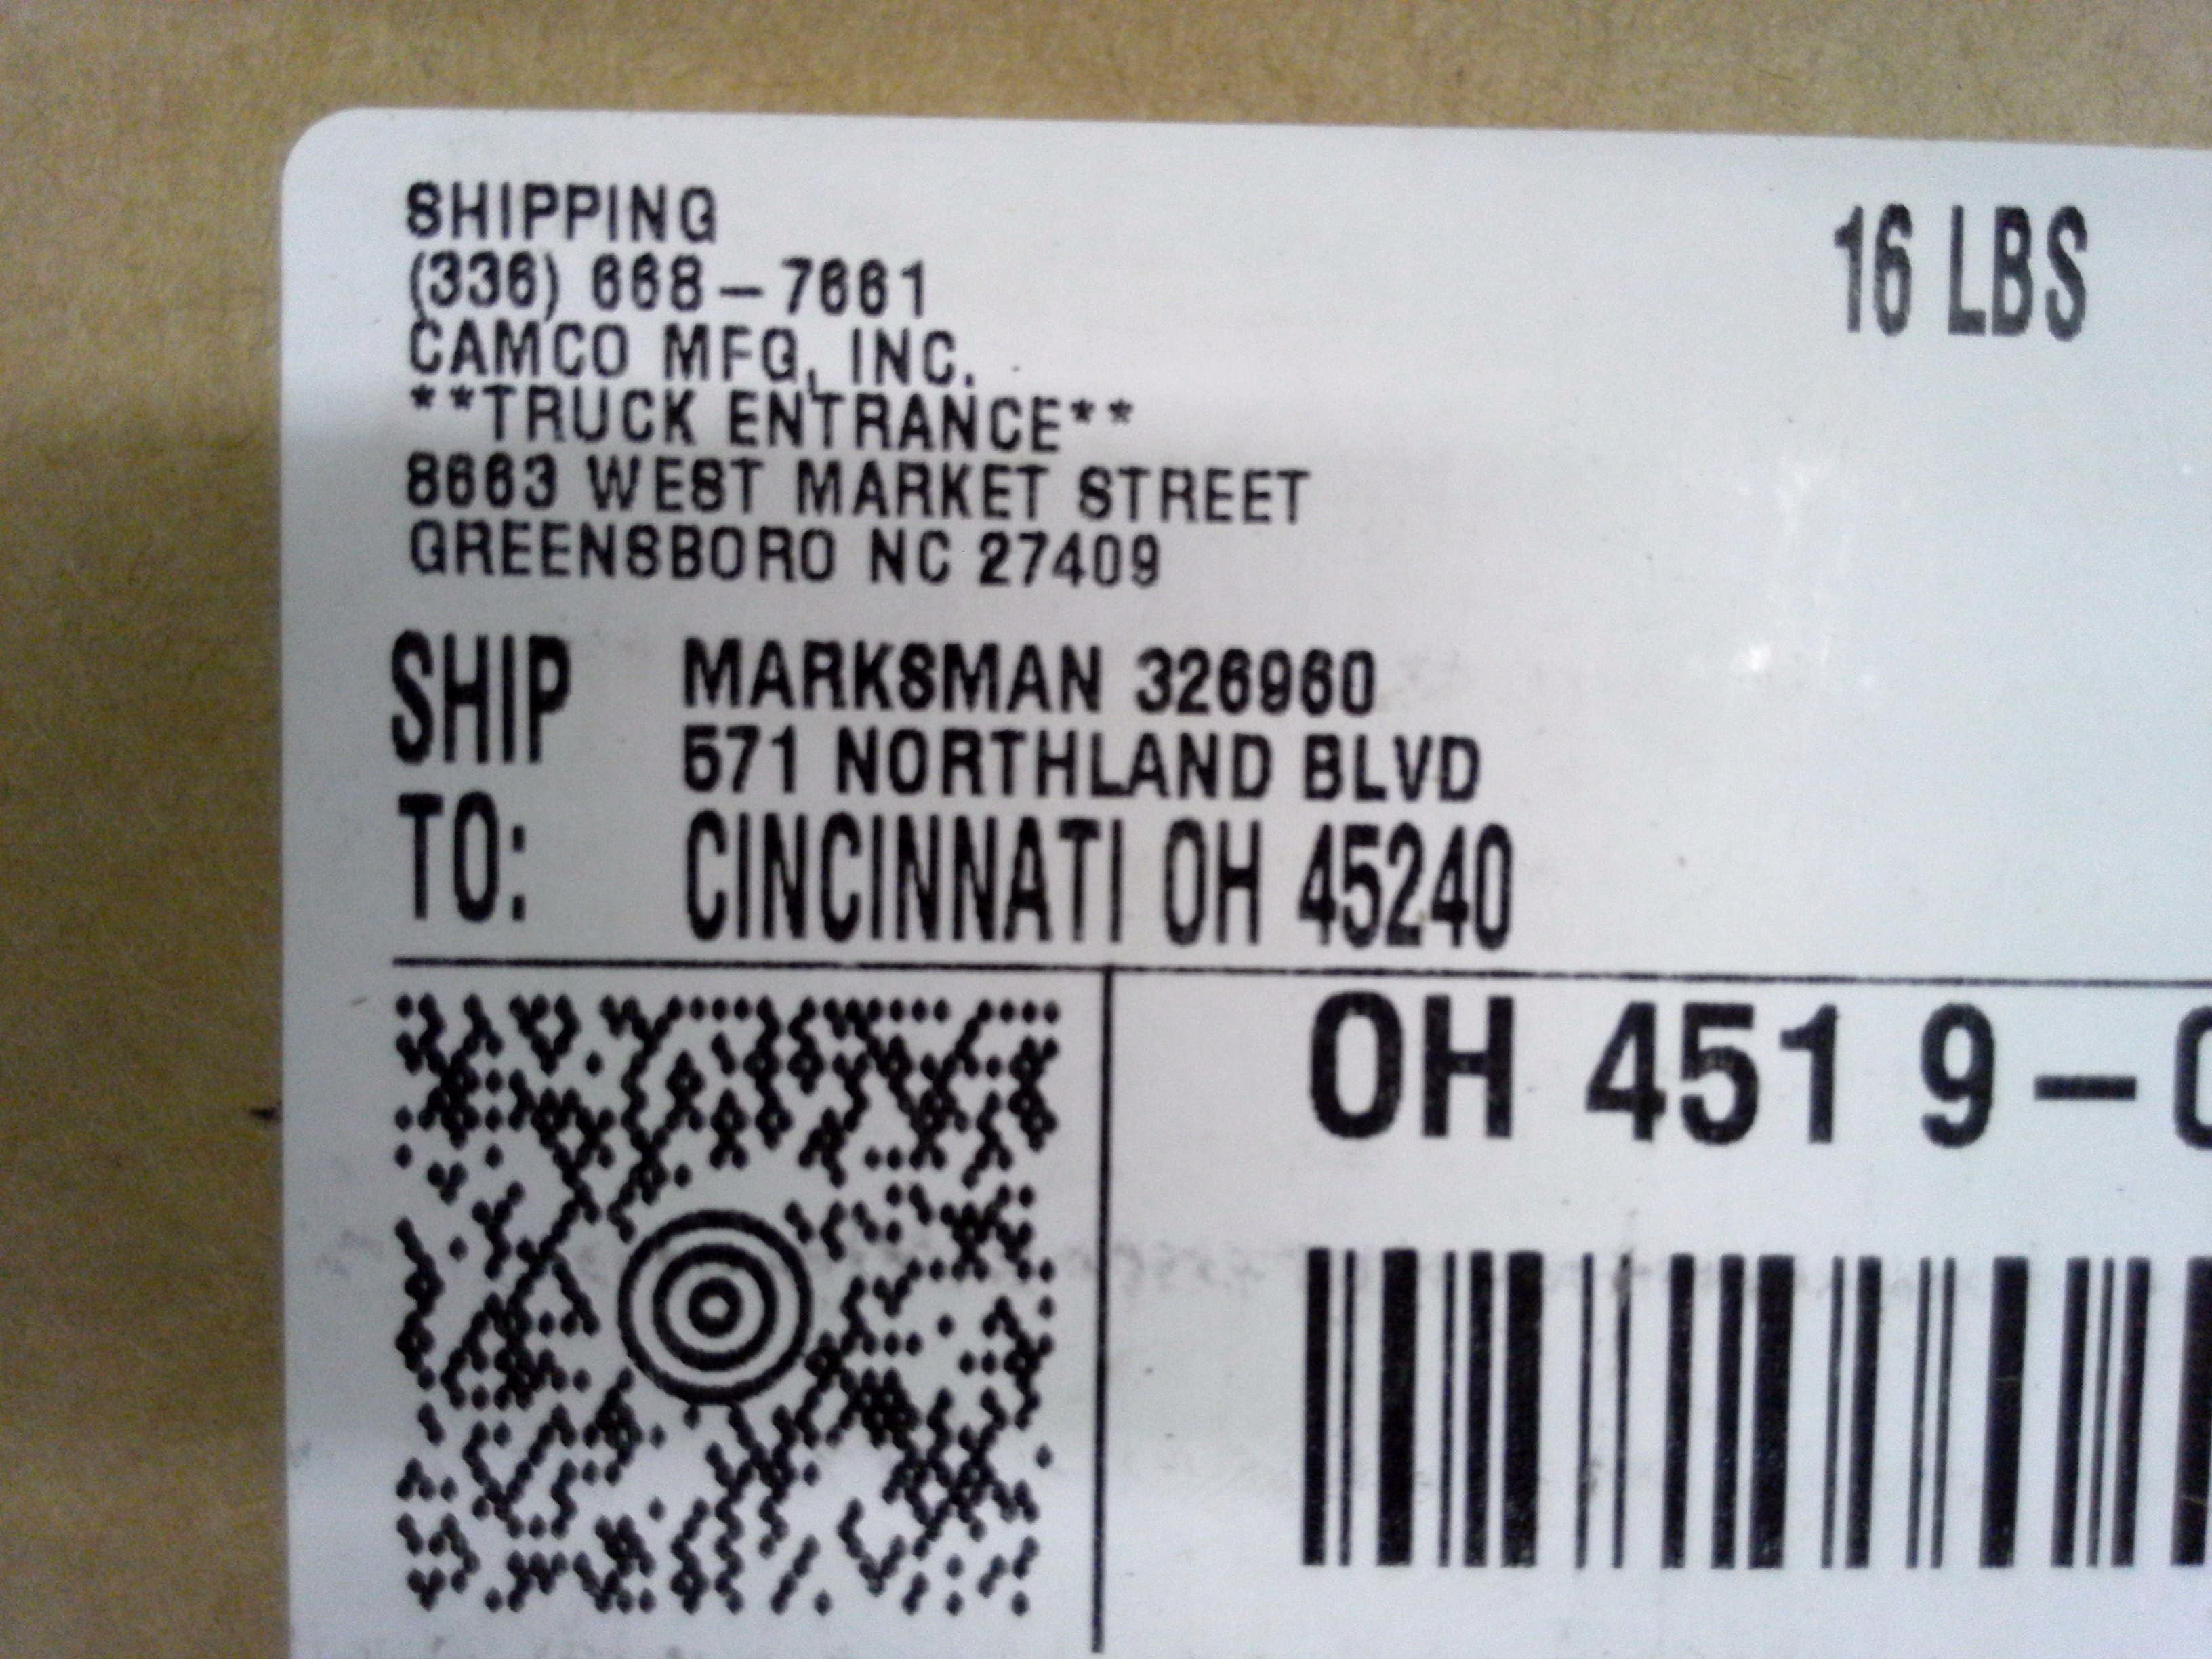 SHIPPING
(336) 668-7661
CAMCO MFG, INC.
**TRUCK ENTRANCE**
8663 WEST MARKET STREET
GREENSBORO NC 27409
16 LBS
SHIP TO:
MARKSMAN 326960
571 NORTHLAND BLVD
CINCINNATI OH 45240
OH 451 9-